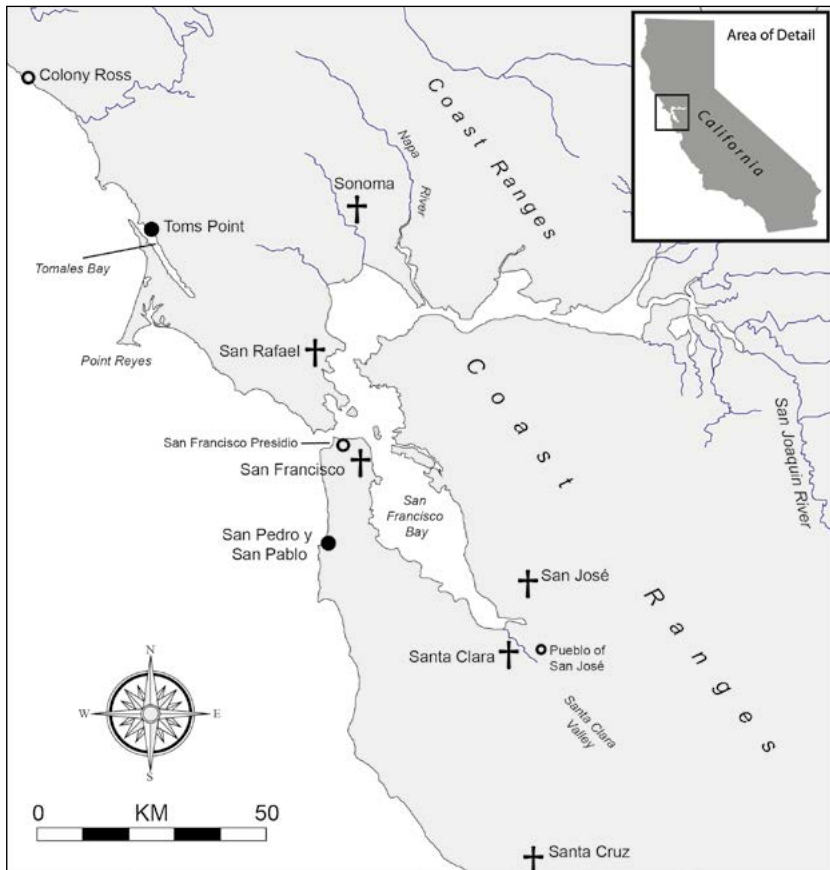 Area of Detail
California
Colony Ross
Coast Ranges
Napa
River
Sonoma
Toms Point
Tomales Bay
Point Reyes
San Rafael
Coast
San Francisco Presidio
San Francisco
San Joaquin River
San
Francisco
Bay
San Pedro y
San Pablo
San José
Ranges
Santa Clara
Pueblo of
San José
Santa Clara
Valley
N
W
E
S
0 KM 50
Santa Cruz